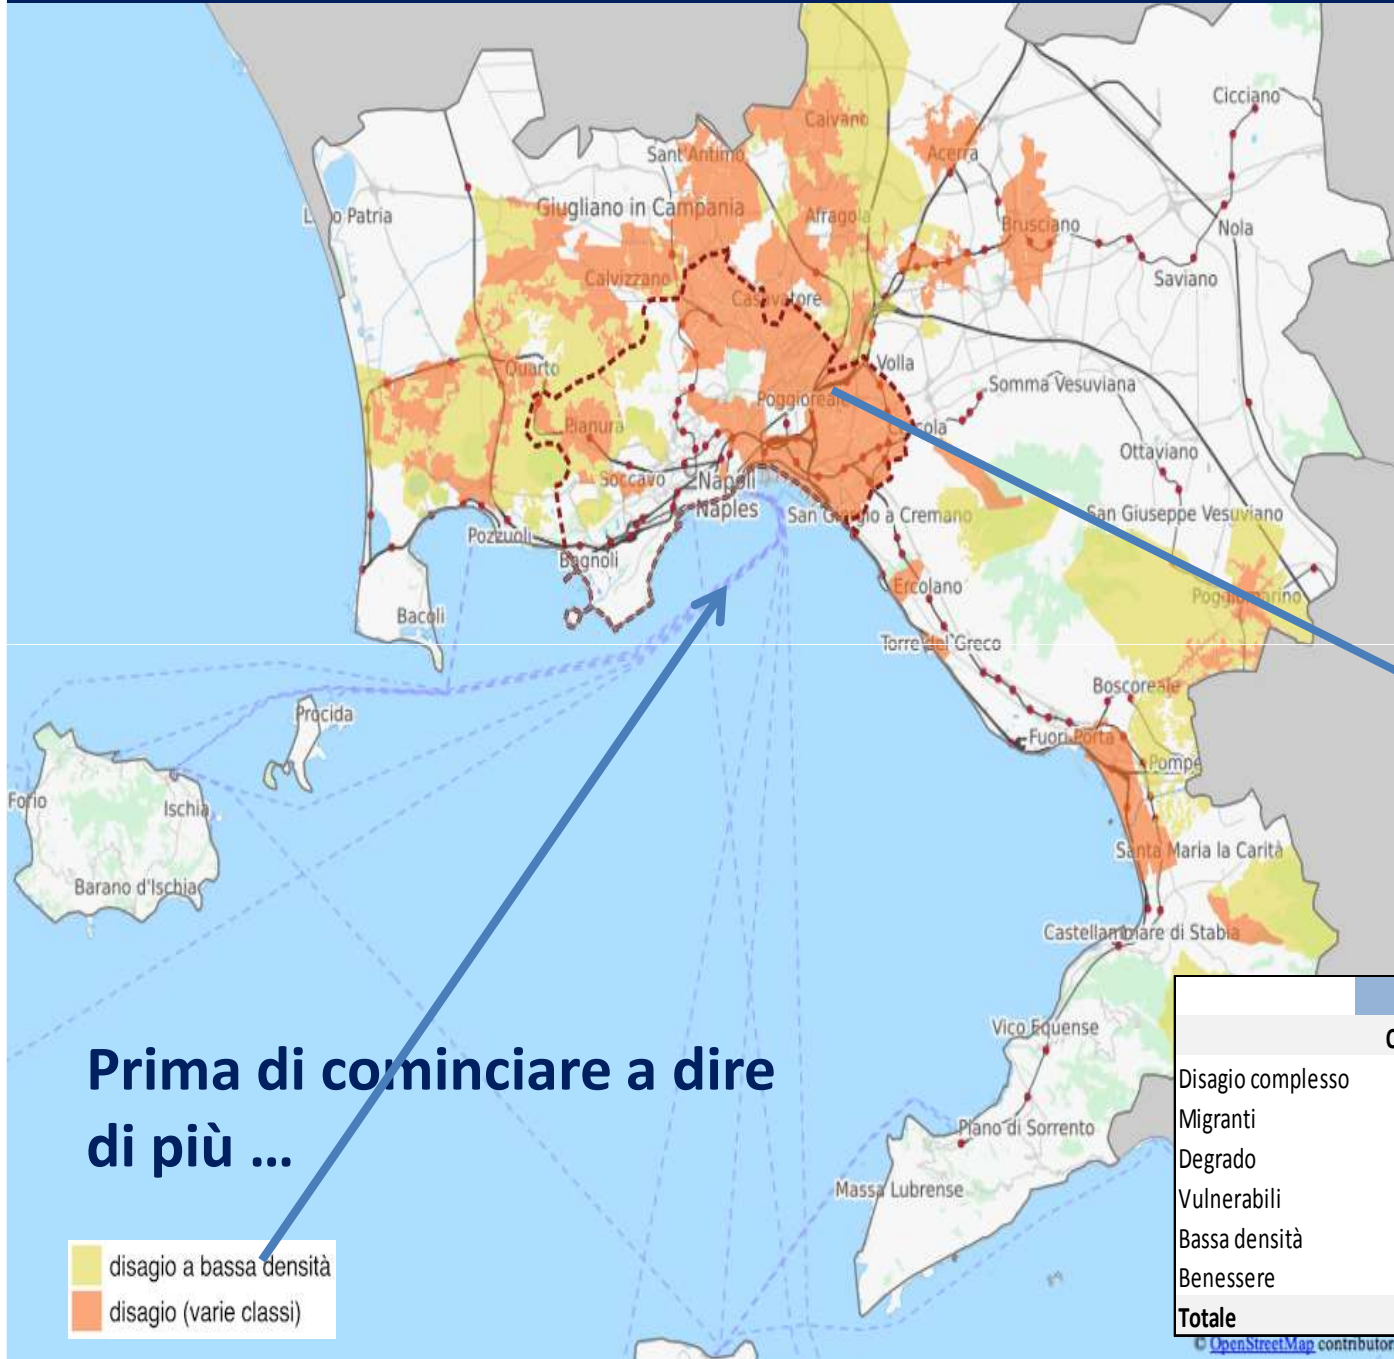 Cicciano
Caivano
Sant'Antimo
Acerra
Patria
Giugliano in Campania
Afragola
Brusciano
Nola
Calvizzano
Saviano
Casavatore
Quarto
Volla
Somma Vesuviana
Poggioreale
Pianura
Ottaviano
Soccavo
Napoli
Naples
San Giorgio a Cremano
San Giuseppe Vesuviano
Pozzuoli
Bagnoli
Ercolano
Poggiomarino
Bacoli
Torre del Greco
Boscoreale
Procida
Fuori Porta
Pompe
Forio
Ischia
Santa Maria la Carità
Barano d'Ischia
Castellammare di Stabia
Vico Equense
Prima di cominciare a dire
di più ...
Piano di Sorrento
Massa Lubrense
disagio a bassa densità
disagio (varie classi)
C
Disagio complesso
Migranti
Degrado
Vulnerabili
Bassa densità
Benessere
Totale
© OpenStreetMap contributor